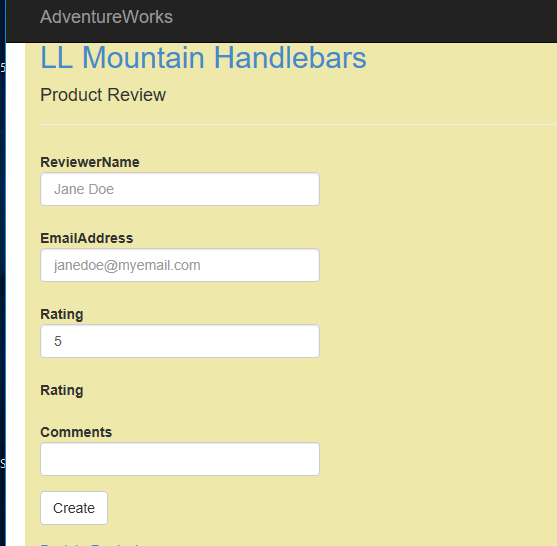 AdventureWorks
LL Mountain Handlebars
Product Review
ReviewerName
Jane Doe
EmailAddress
janedoe@myemail.com
Rating
5
Rating
Comments
Create